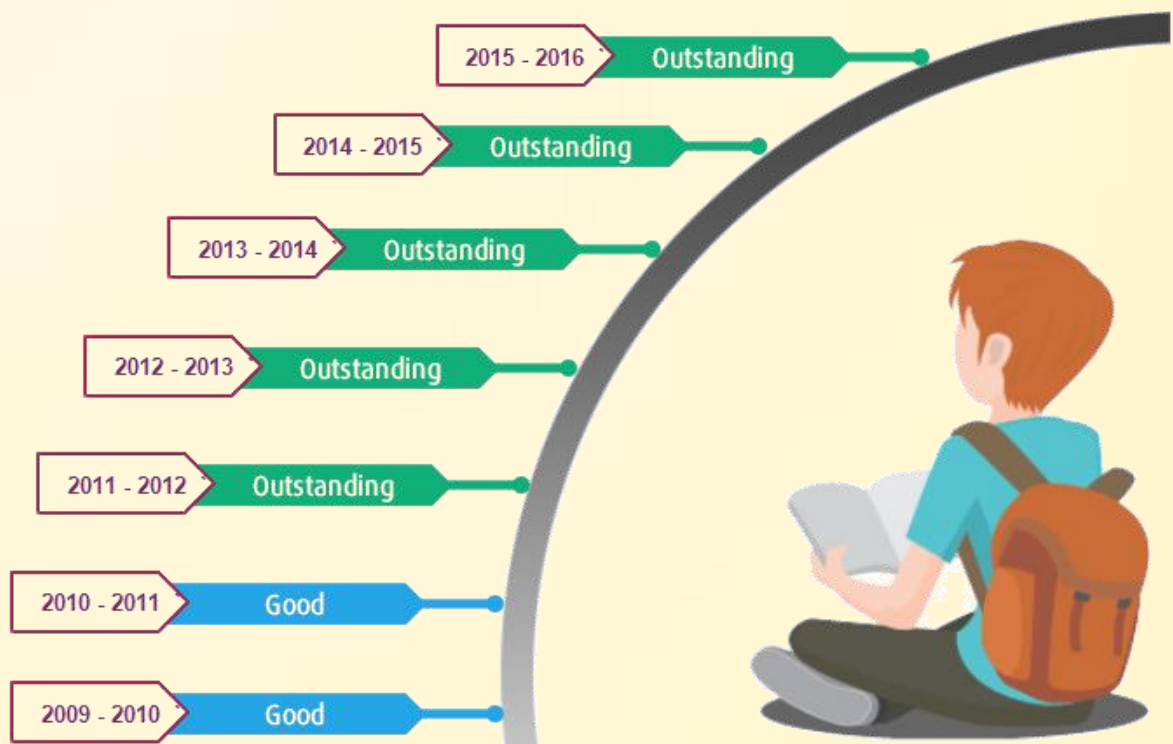 2015 - 2016 Outstanding
2014 - 2015 Outstanding
2013 - 2014 Outstanding
2012 - 2013 Outstanding
2011 - 2012 Outstanding
2010 - 2011 Good
2009 - 2010 Good